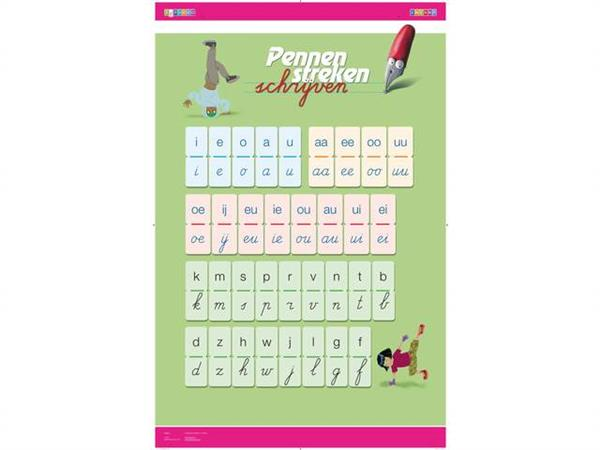 Pennen
streken
schrijven
i e o a u aa ee oo uu
i e o a u aa ee oo uu
oe ij eu ie ou au ui ei
oe ij eu ie ou au ui ei
k m s p r v n t b
k m s p r v n t b
d z h w j l g f
d z h w j l g f